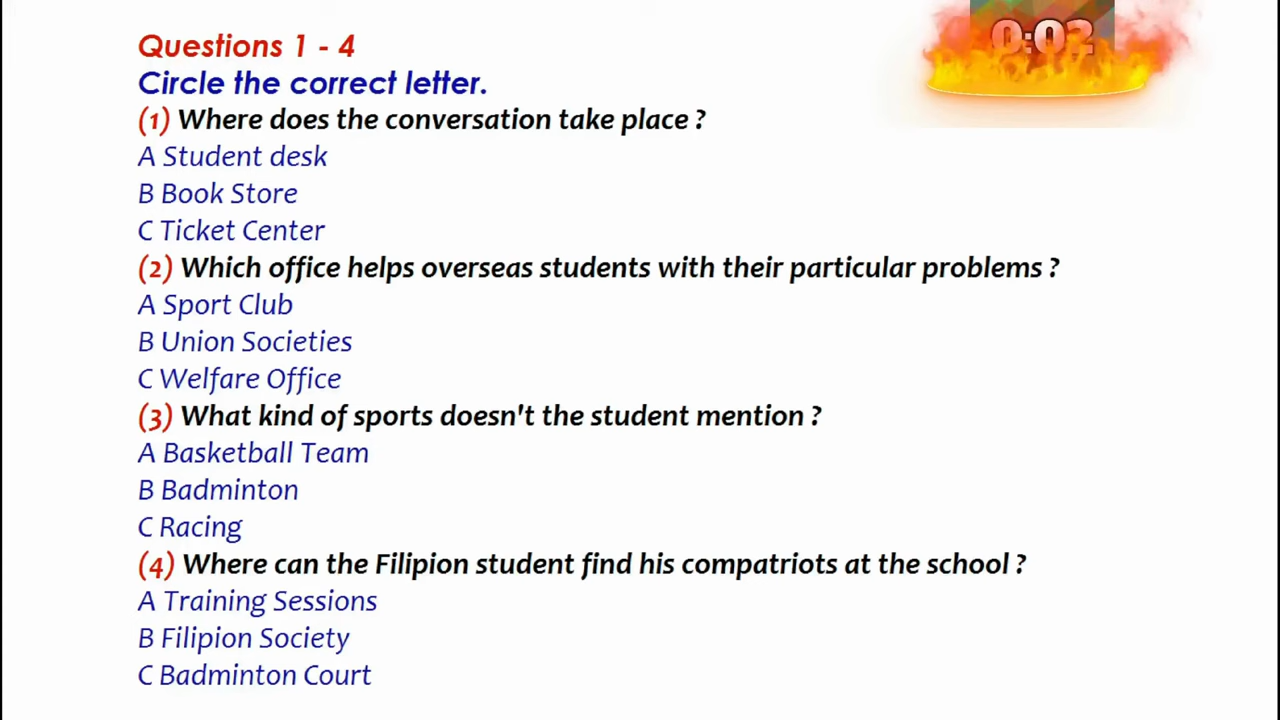 0:02
Questions 1 - 4
Circle the correct letter.
(1) Where does the conversation take place ?
A Student desk
B Book Store
C Ticket Center
(2) Which office helps overseas students with their particular problems ?
A Sport Club
B Union Societies
C Welfare Office
(3) What kind of sports doesn't the student mention ?
A Basketball Team
B Badminton
C Racing
(4) Where can the Filipion student find his compatriots at the school ?
A Training Sessions
B Filipion Society
C Badminton Court